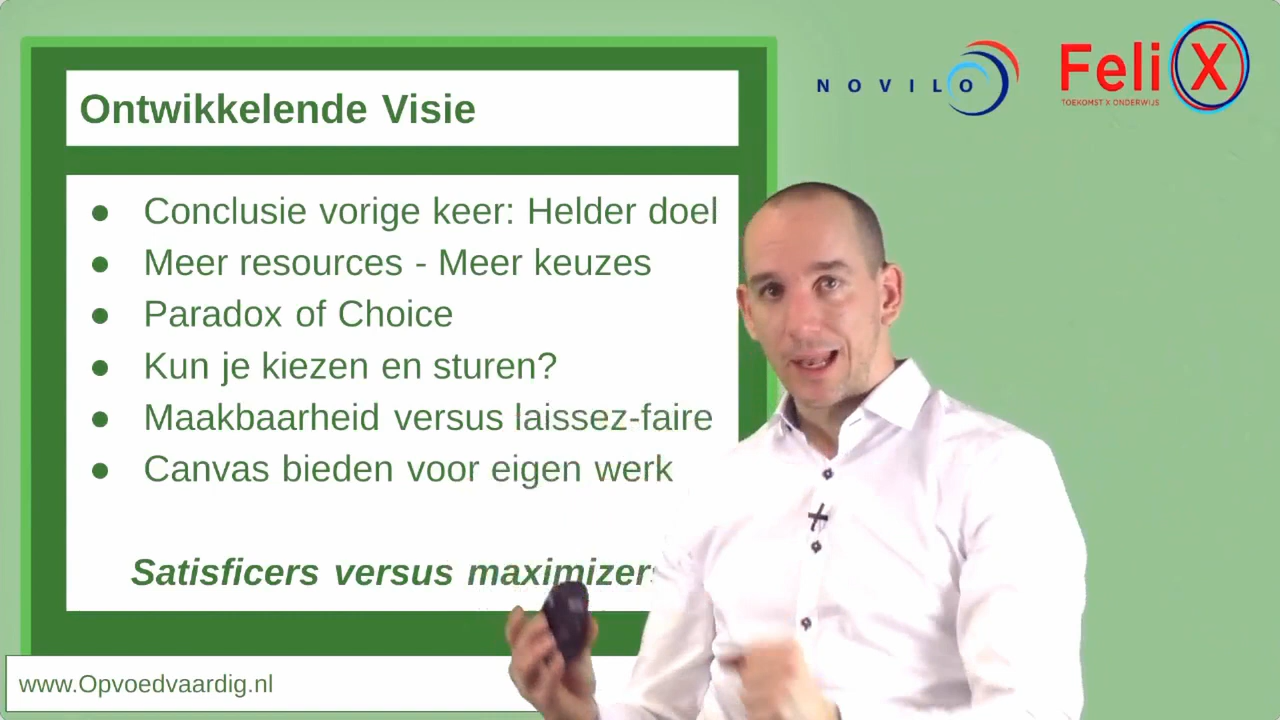 Ontwikkelende Visie
NOVILO
FeliX
TOEKOMST X ONDERWIJS
● Conclusie vorige keer: Helder doel
● Meer resources - Meer keuzes
● Paradox of Choice
● Kun je kiezen en sturen?
● Maakbaarheid versus laissez-faire
● Canvas bieden voor eigen werk
Satisficers versus maximizers
www.Opvoedvaardig.nl